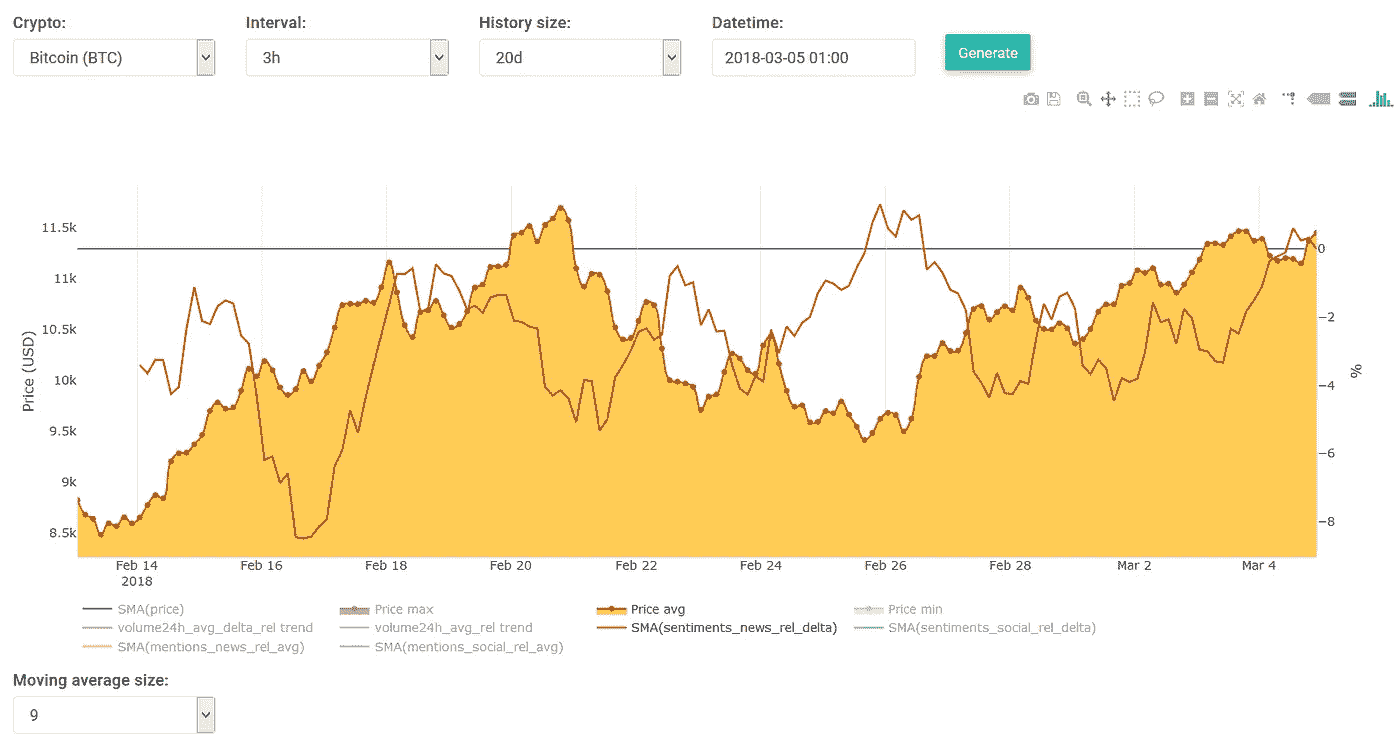 Crypto: Interval: History size: Datetime:
Bitcoin (BTC) 3h 20d 2018-03-05 01:00 Generate
11.5k
11k
10.5k
10k
9.5k
9k
8.5k
Price (USD)
0
−2
−4
−6
−8
%
Feb 14 Feb 16 Feb 18 Feb 20 Feb 22 Feb 24 Feb 26 Feb 28 Mar 2 Mar 4
2018
SMA(price) Price max Price avg Price min
volume24h_avg_delta_rel trend volume24h_avg_rel trend SMA(sentiments_news_rel_delta) SMA(sentiments_social_rel_delta)
SMA(mentions_news_rel_avg) SMA(mentions_social_rel_avg)
Moving average size:
9